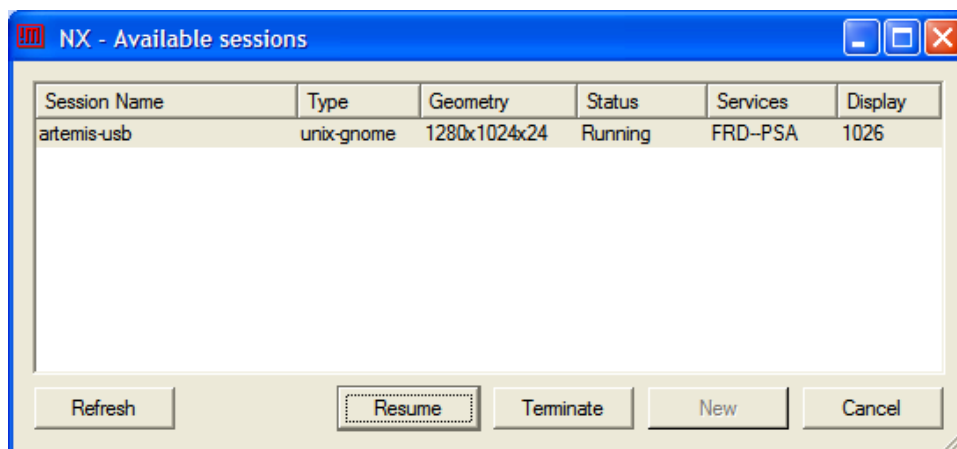 NX - Available sessions
Session Name Type Geometry Status Services Display
artemis-usb unix-gnome 1280x1024x24 Running FRD--PSA 1026
Refresh Resume Terminate New Cancel